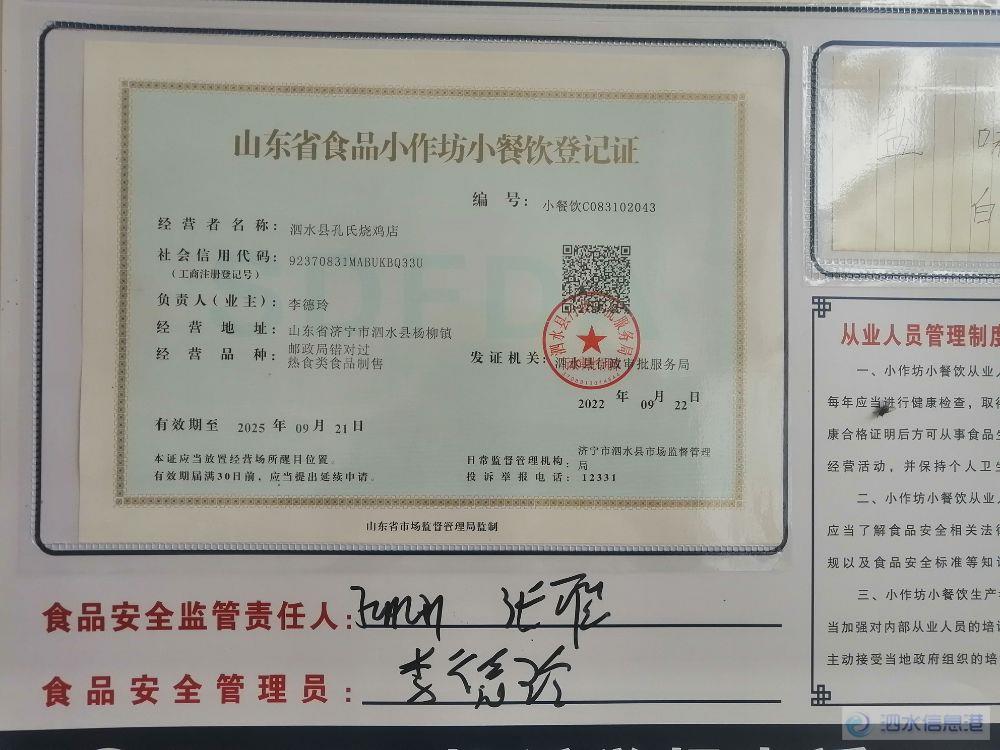 山东省食品小作坊小餐饮登记证
编 号: 小餐饮C083102043
经营者名称: 泗水县孔氏烧鸡店
社会信用代码: 92370831MABUKBQ33U
(工商注册登记号)
负责人(业主): 李德玲
经 营 地 址: 山东省济宁市泗水县杨柳镇
邮政局错对过
经 营 品 种: 热食类食品制售
发证机关: 泗水县行政审批服务局
2022 年 09月 22日
有效期至 2025 年 09月 21日
本证应当放置经营场所醒目位置。
有效期届满30日前,应当提出延续申请。
日常监督管理机构: 济宁市泗水县市场监督管理局
投诉举报电话: 12331
山东省市场监督管理局监制
食品安全监管责任人:
食品安全管理员: 李德玲
盐
白
从业人员管理制度
一、小作坊小餐饮从业人
每年应当进行健康检查,取得
康合格证明后方可从事食品生
经营活动,并保持个人卫生
二、小作坊小餐饮从业人
应当了解食品安全相关法律
规以及食品安全标准等知识
三、小作坊小餐饮生产
当加强对内部从业人员的培训
主动接受当地政府组织的培
泗水信息港